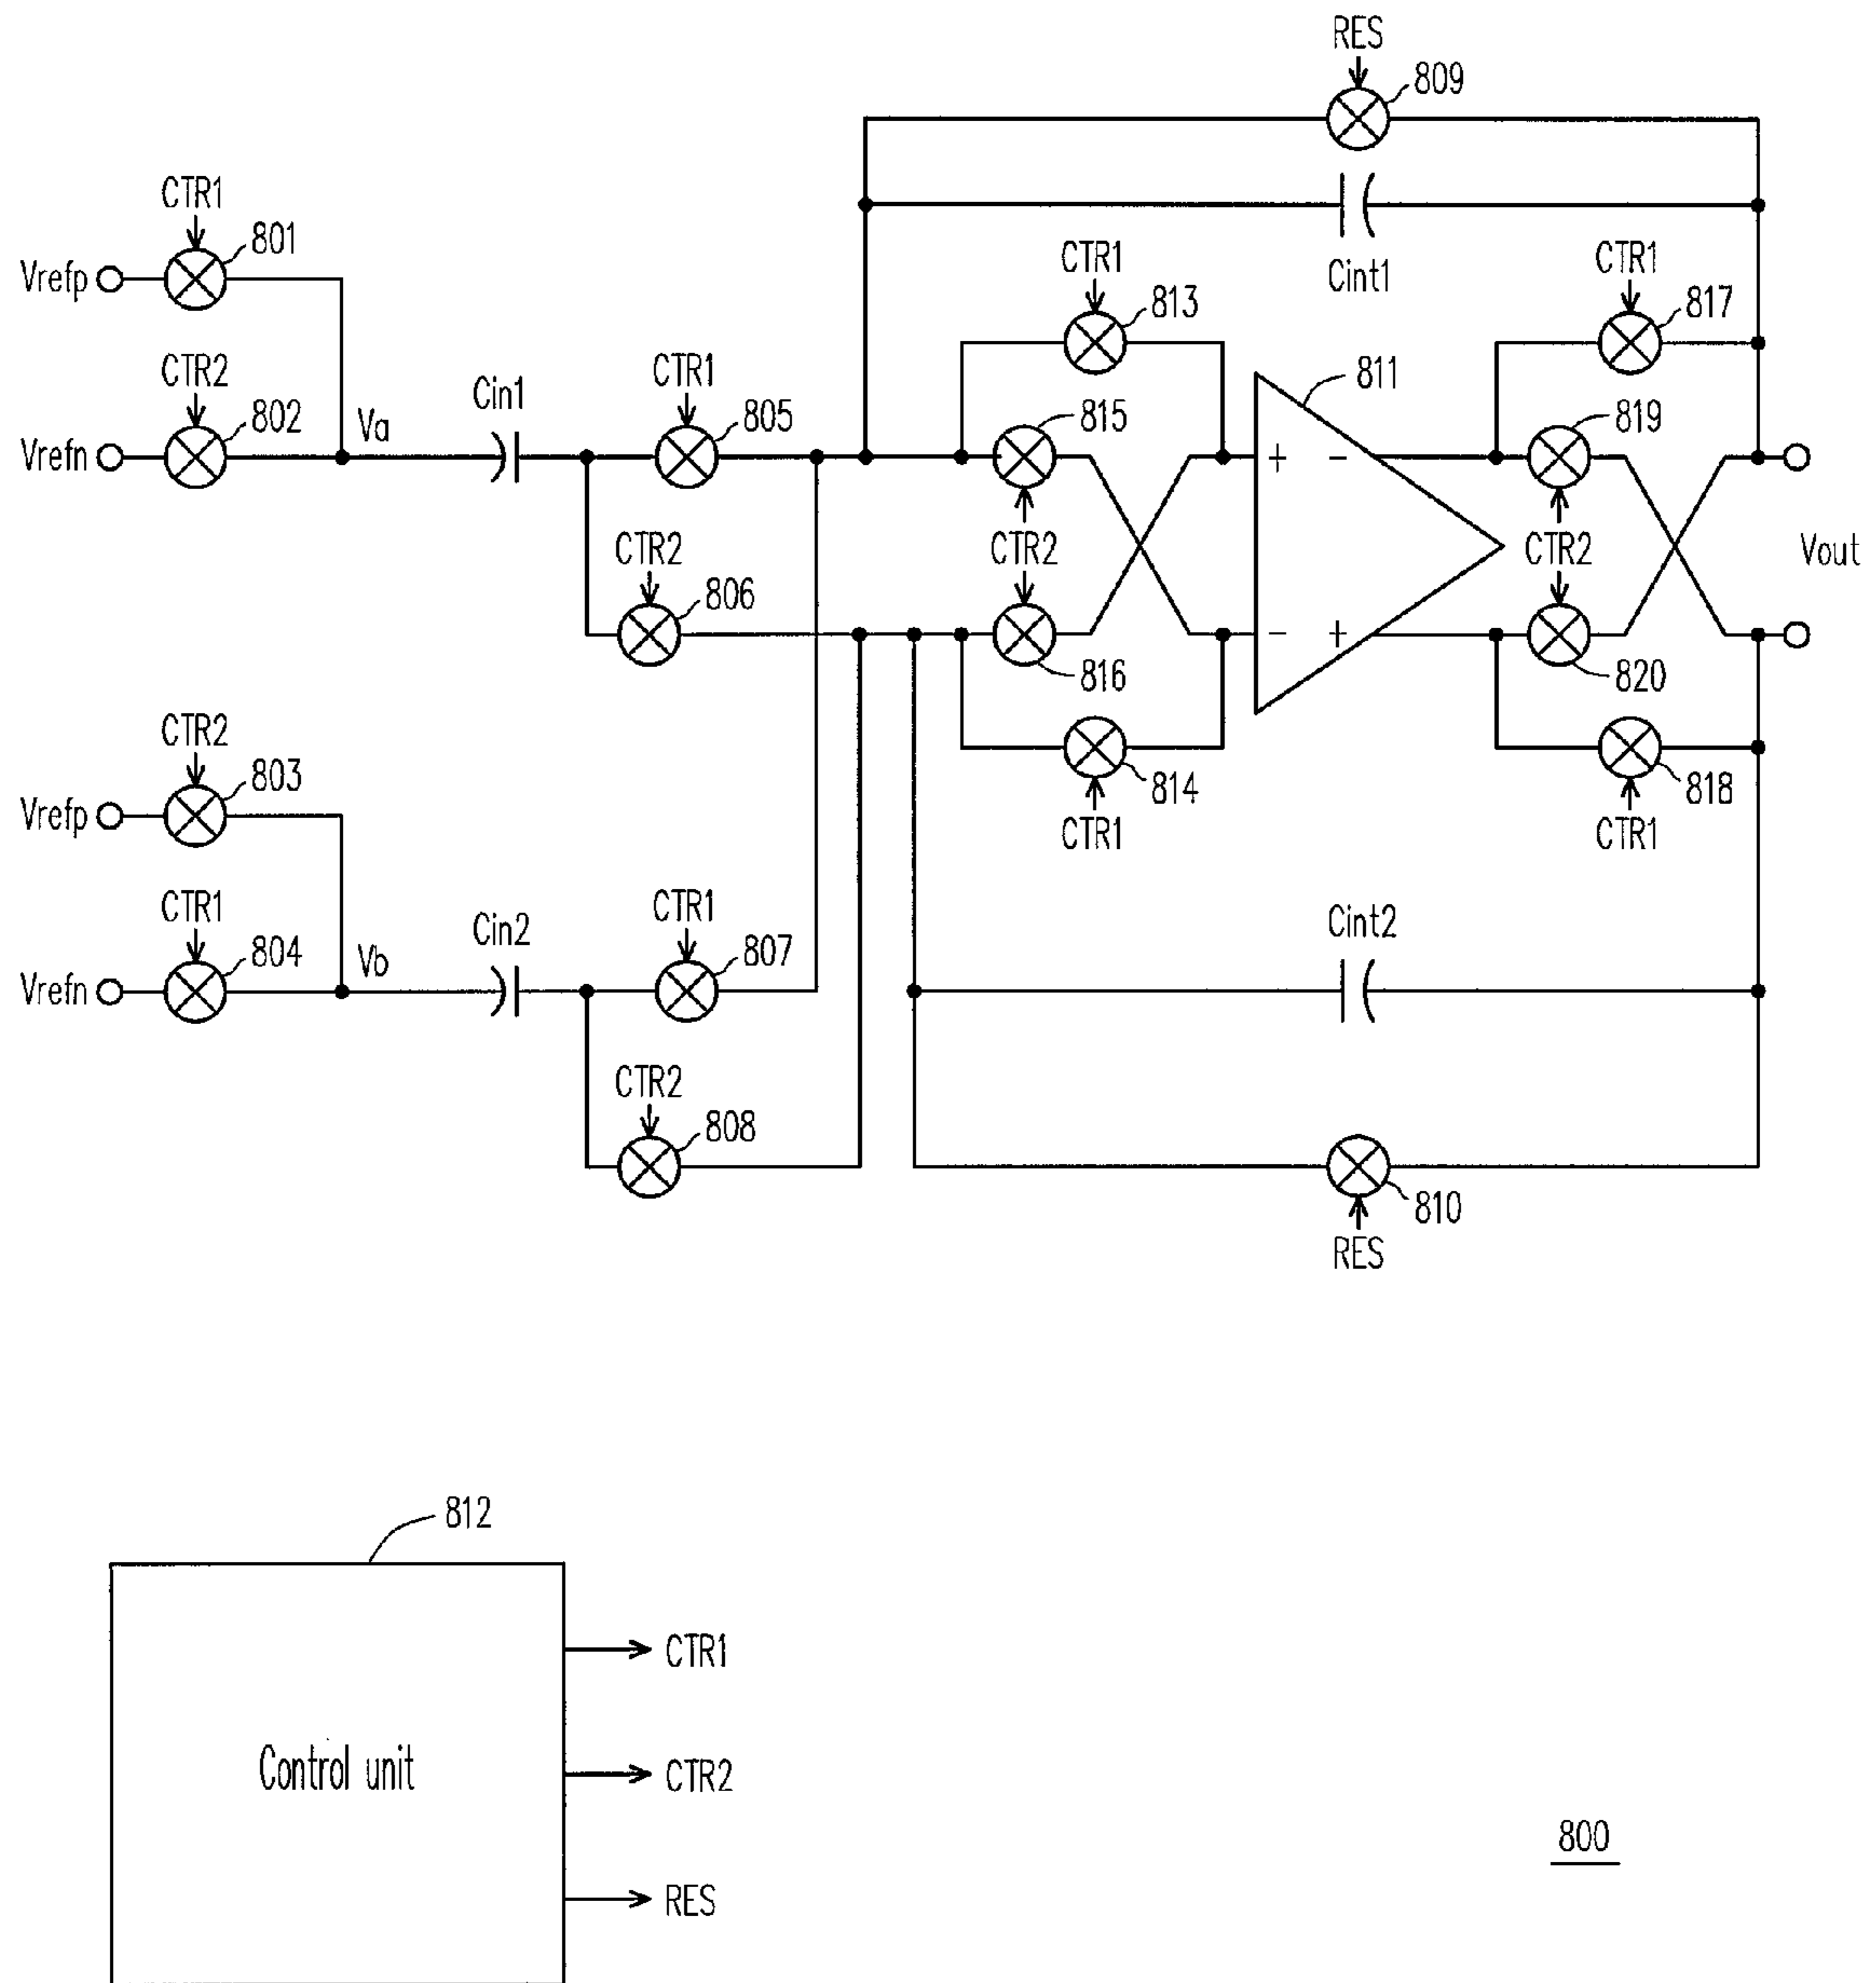 RES
809
CTR1
801
Vrefp
Cint1
CTR1
813
CTR1
817
CTR2
802
Vrefn
Va
Cin1
CTR1
805
815
811
819
+
-
CTR2
806
CTR2
CTR2
Vout
-
+
816
820
CTR2
803
Vrefp
814
CTR1
818
CTR1
CTR1
804
Vrefn
Vb
Cin2
CTR1
807
Cint2
CTR2
808
810
RES
812
Control unit
CTR1
CTR2
RES
800